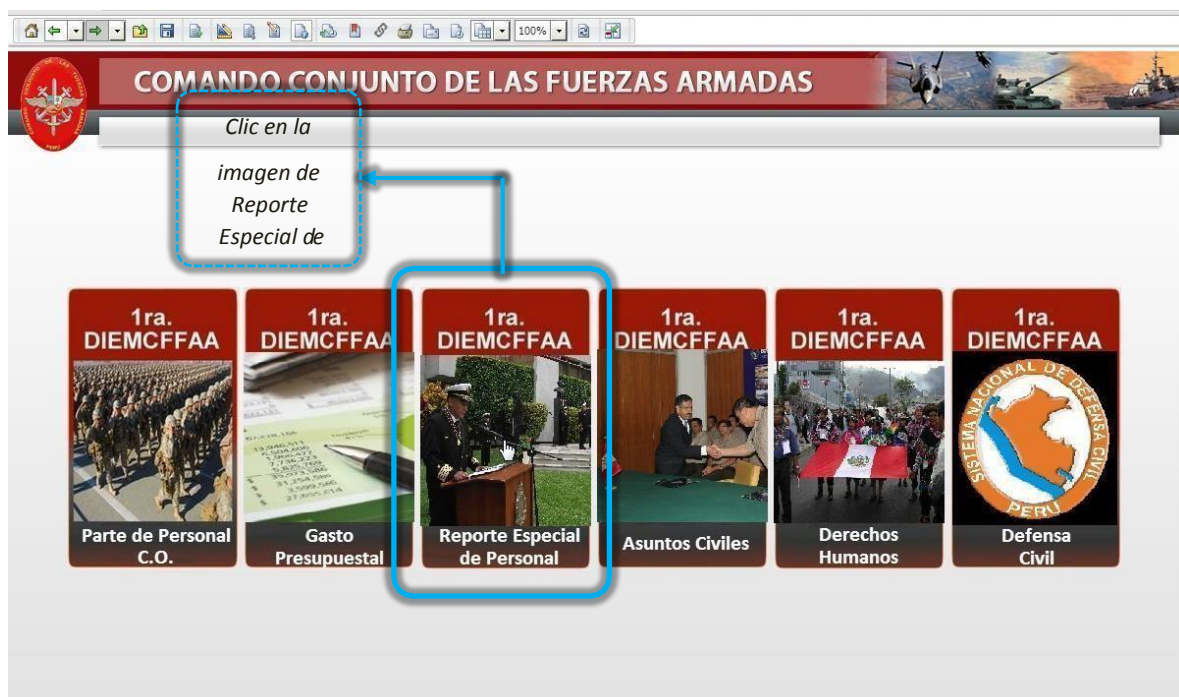 100%
COMANDO CONJUNTO DE LAS FUERZAS ARMADAS
PERÚ
Clic en la
imagen de
Reporte
Especial de
1ra.
DIEMCFFAA
Parte de Personal
C.O.
1ra.
DIEMCFFAA
Gasto
Presupuestal
1ra.
DIEMCFFAA
Reporte Especial
de Personal
1ra.
DIEMCFFAA
Asuntos Civiles
1ra.
DIEMCFFAA
Derechos
Humanos
1ra.
DIEMCFFAA
SISTEMA NACIONAL DE DEFENSA CIVIL
PERU
Defensa
Civil